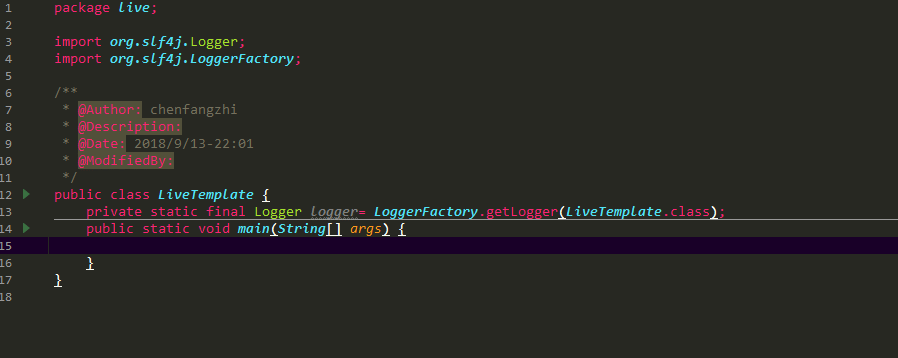 1 package live;
2
3 import org.slf4j.Logger;
4 import org.slf4j.LoggerFactory;
5
6 /**
7  * @Author: chenfangzhi
8  * @Description:
9  * @Date: 2018/9/13-22:01
10  * @ModifiedBy:
11  */
12 public class LiveTemplate {
13     private static final Logger logger= LoggerFactory.getLogger(LiveTemplate.class);
14     public static void main(String[] args) {
15
16     }
17 }
18